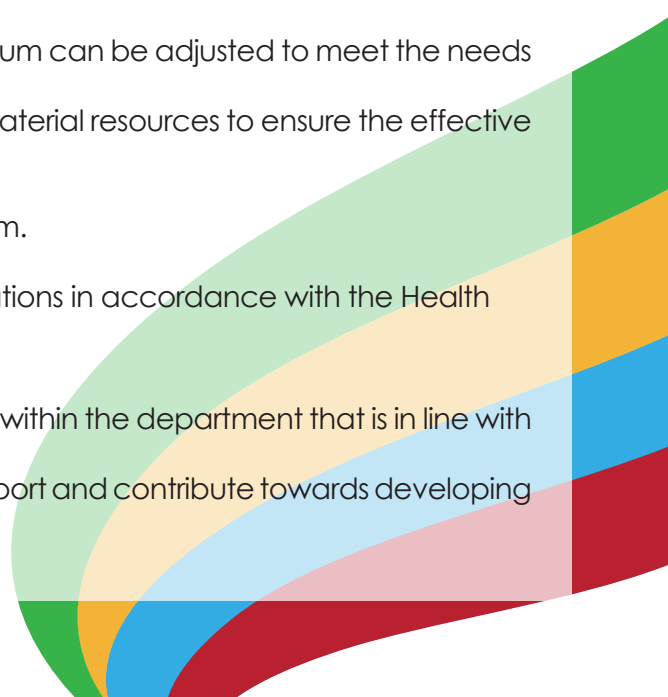 um can be adjusted to meet the needs
aterial resources to ensure the effective
m.
tions in accordance with the Health
within the department that is in line with
port and contribute towards developing